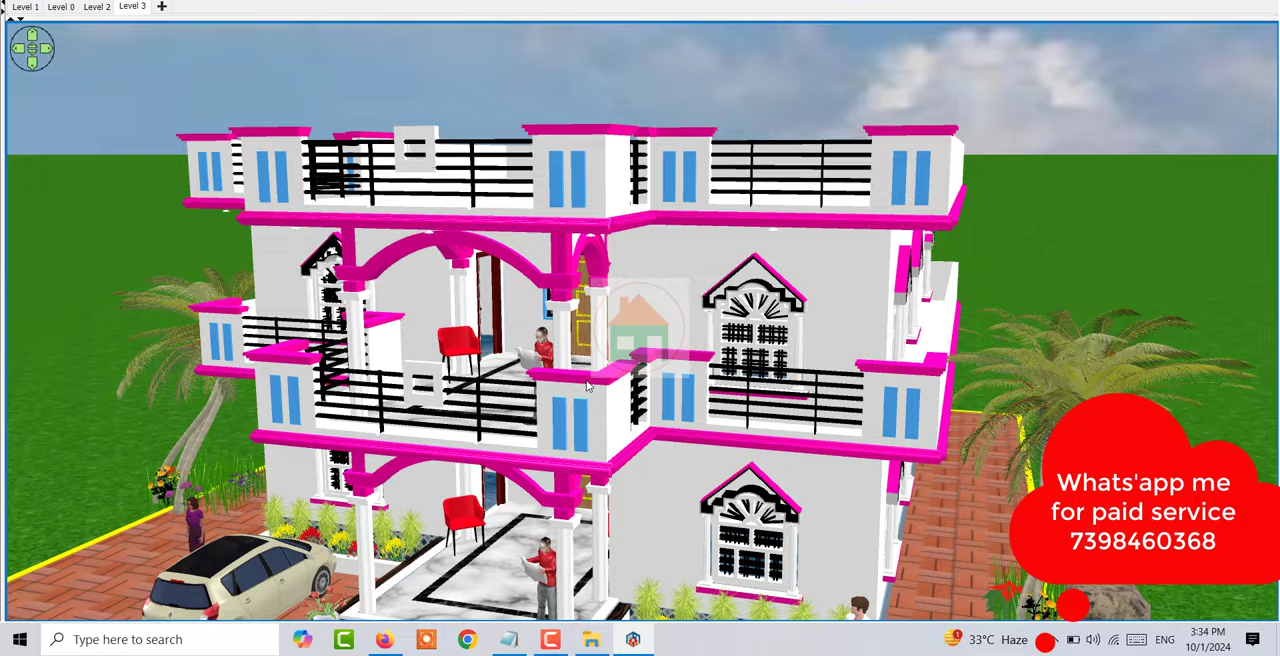 Level 1 Level 0 Level 2 Level 3
Whats'app me
for paid service
7398460368
Type here to search
1
33°C Haze
ENG
3:34 PM
10/1/2024